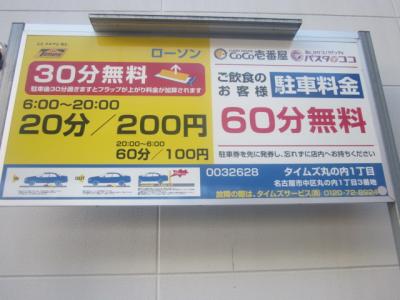 Times
ローソン
30分無料
駐車後30分過ぎますとフラップが上がり料金が加算されます
6:00〜20:00
20分／200円
20:00〜6:00
60分／100円
CoCo壱番屋
パスタ・デ・ココ
ご飲食の
お客様
駐車料金
60分無料
駐車券を先に発券し、忘れずに店内へお持ちください
0032628
タイムズ丸の内1丁目
名古屋市中区丸の内1丁目3番地
故障の際は、タイムズサービス㈱ 0120-72-8924